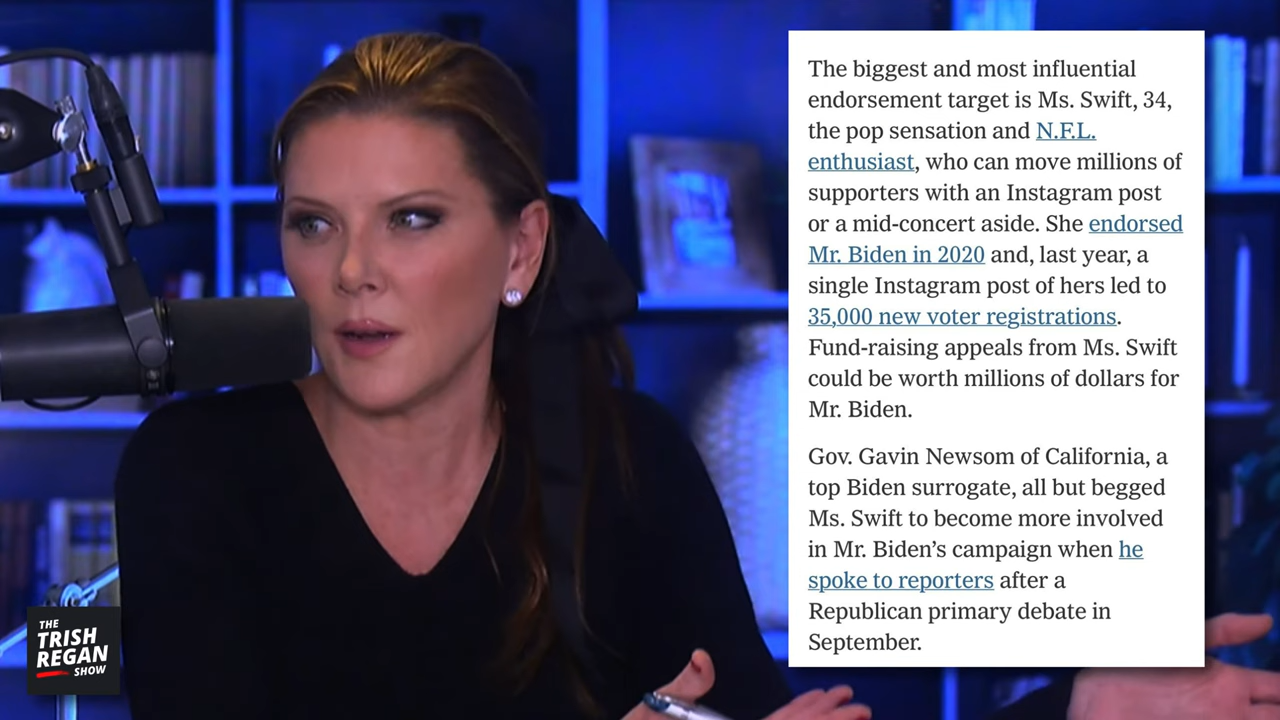 The biggest and most influential
endorsement target is Ms. Swift, 34,
the pop sensation and N.F.L.
enthusiast, who can move millions of
supporters with an Instagram post
or a mid-concert aside. She endorsed
Mr. Biden in 2020 and, last year, a
single Instagram post of hers led to
35,000 new voter registrations.
Fund-raising appeals from Ms. Swift
could be worth millions of dollars for
Mr. Biden.
Gov. Gavin Newsom of California, a
top Biden surrogate, all but begged
Ms. Swift to become more involved
in Mr. Biden’s campaign when he
spoke to reporters after a
Republican primary debate in
September.
THE
TRISH
REGAN
SHOW